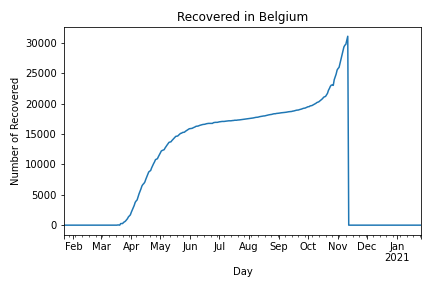 Recovered in Belgium
Number of Recovered
30000
25000
20000
15000
10000
5000
0
Feb Mar Apr May Jun Jul Aug Sep Oct Nov Dec Jan
2021
Day